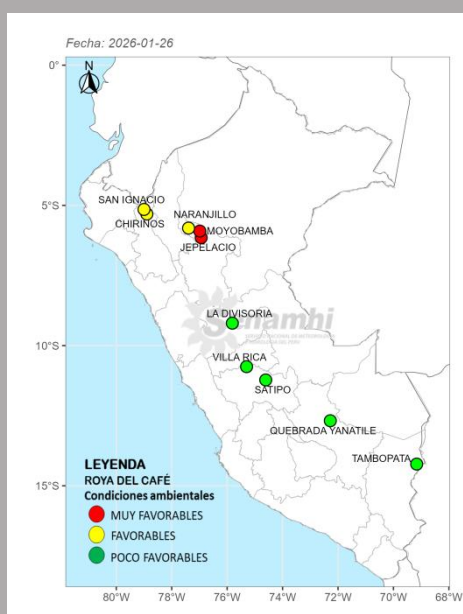 Fecha: 2026-01-26
N
0°
5°S
10°S
15°S
SAN IGNACIO
CHIRINOS
NARANJILLO
MOYOBAMBA
JEPELACIO
LA DIVISORIA
Senamhi
VILLA RICA
SATIPO
QUEBRADA YANATILE
TAMBOPATA
LEYENDA
ROYA DEL CAFÉ
Condiciones ambientales
MUY FAVORABLES
FAVORABLES
POCO FAVORABLES
80°W
78°W
76°W
74°W
72°W
70°W
68°W